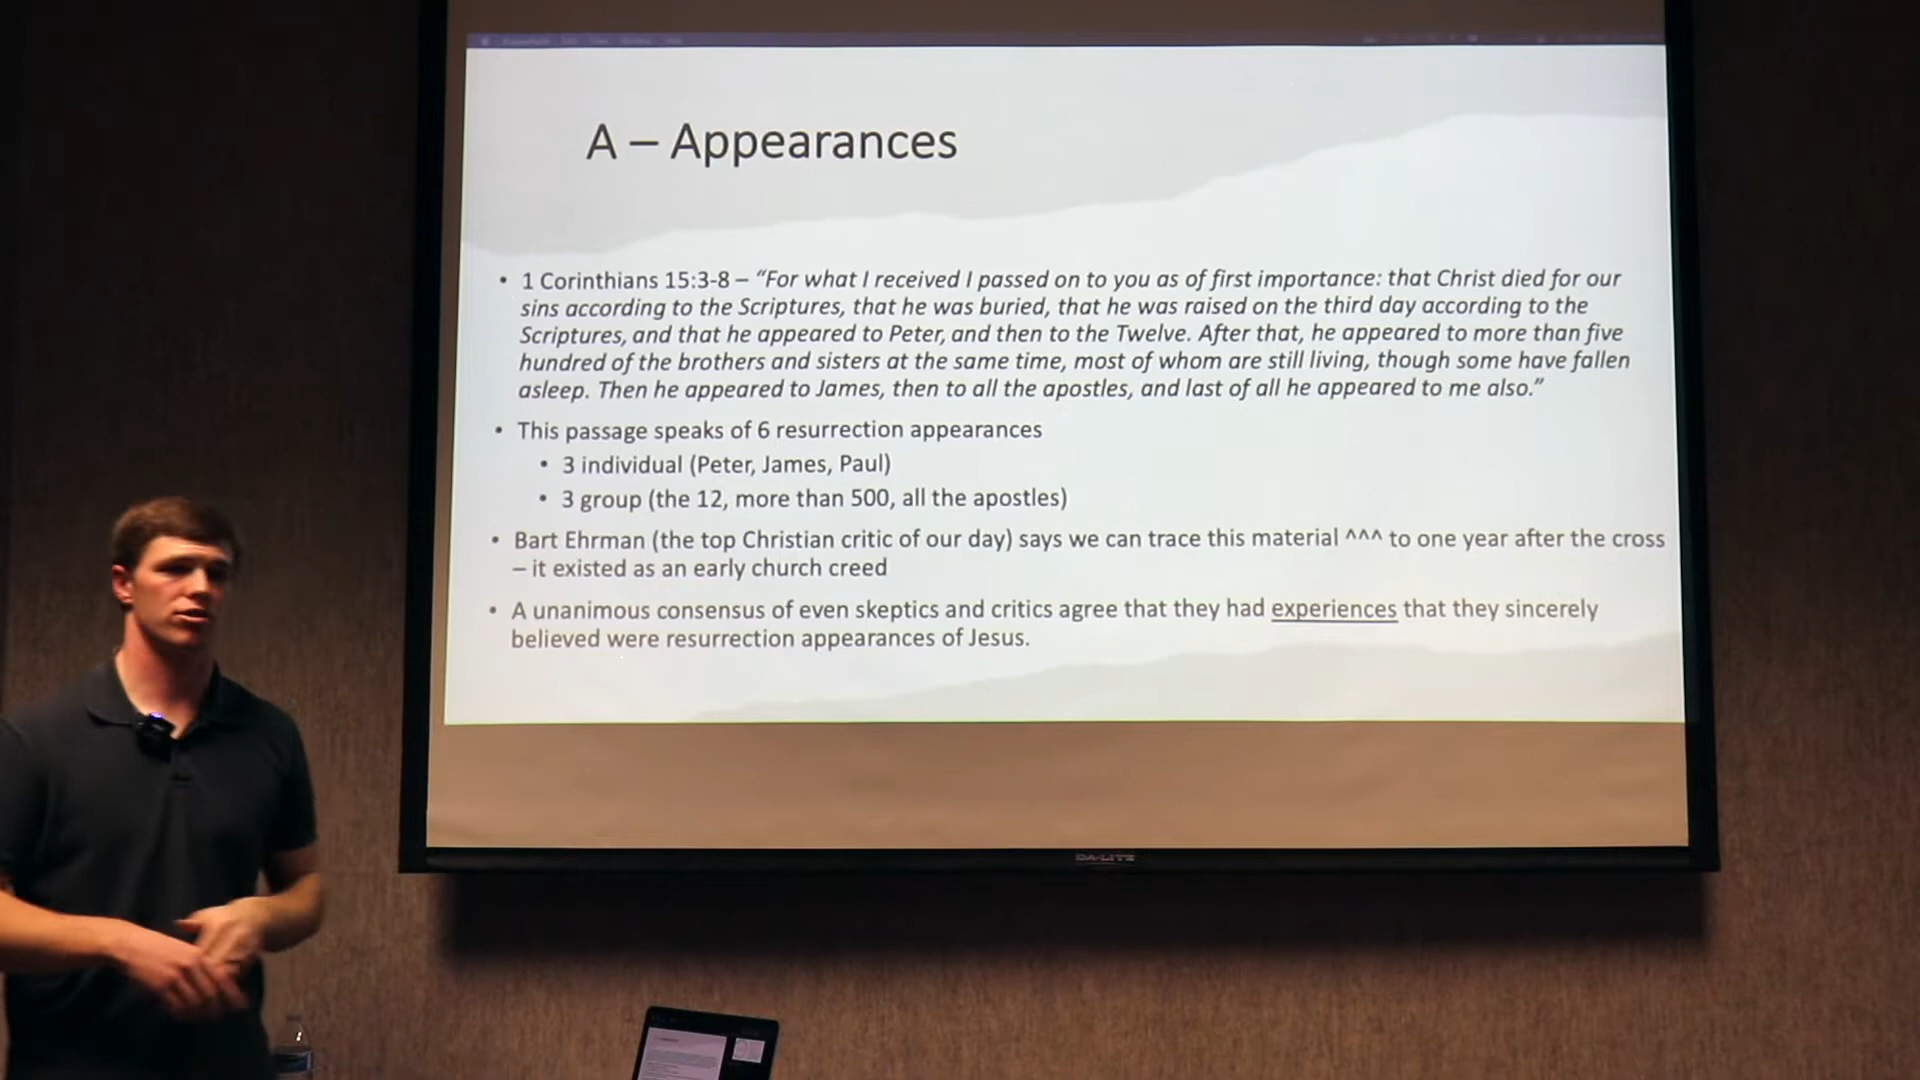 A – Appearances
• 1 Corinthians 15:3-8 – “For what I received I passed on to you as of first importance: that Christ died for our
sins according to the Scriptures, that he was buried, that he was raised on the third day according to the
Scriptures, and that he appeared to Peter, and then to the Twelve. After that, he appeared to more than five
hundred of the brothers and sisters at the same time, most of whom are still living, though some have fallen
asleep. Then he appeared to James, then to all the apostles, and last of all he appeared to me also.”
• This passage speaks of 6 resurrection appearances
• 3 individual (Peter, James, Paul)
• 3 group (the 12, more than 500, all the apostles)
• Bart Ehrman (the top Christian critic of our day) says we can trace this material ^^^ to one year after the cross
– it existed as an early church creed
• A unanimous consensus of even skeptics and critics agree that they had experiences that they sincerely
believed were resurrection appearances of Jesus.
DA-LITE